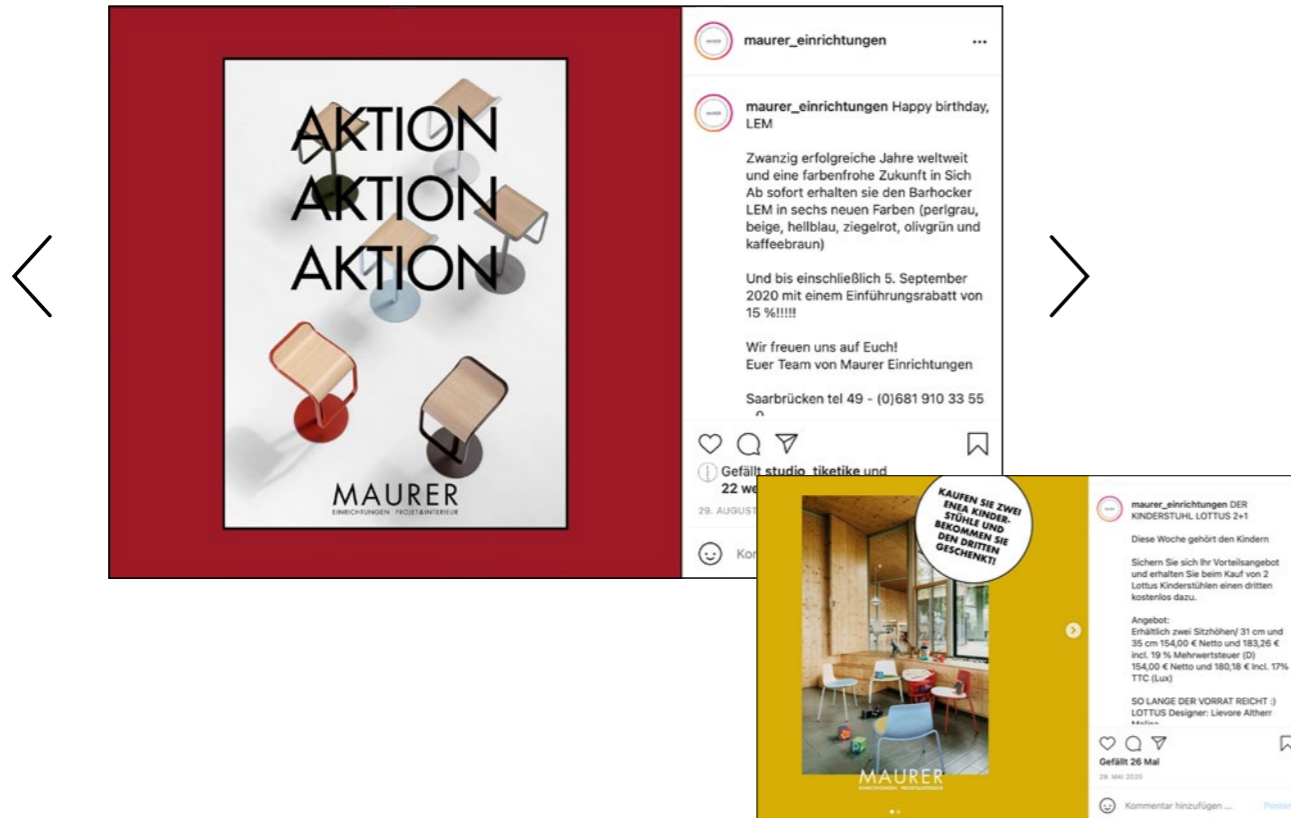 AKTION
AKTION
AKTION
MAURER
EINRICHTUNGEN PROJET&INTERIEUR
maurer_einrichtungen
maurer_einrichtungen Happy birthday,
LEM
Zwanzig erfolgreiche Jahre weltweit
und eine farbenfrohe Zukunft in Sich
Ab sofort erhalten sie den Barhocker
LEM in sechs neuen Farben (perlgrau,
beige, hellblau, ziegelrot, olivgrün und
kaffeebraun)
Und bis einschließlich 5. September
2020 mit einem Einführungsrabatt von
15 %!!!!!
Wir freuen uns auf Euch!
Euer Team von Maurer Einrichtungen
Saarbrücken tel 49 - (0)681 910 33 55
Gefällt studio_tiketike und
22 we
29. AUGUST
Kor
KAUFEN SIE ZWEI
ENEA KINDER-
STÜHLE UND
BEKOMMEN SIE
DEN DRITTEN
GESCHENKT!
MAURER
EINRICHTUNGEN PROJET&INTERIEUR
maurer_einrichtungen DER
KINDERSTUHL LOTTUS 2+1
Diese Woche gehört den Kindern
Sichern Sie sich Ihr Vorteilsangebot
und erhalten Sie beim Kauf von 2
Lottus Kinderstühlen einen dritten
kostenlos dazu.
Angebot:
Erhältlich zwei Sitzhöhen/ 31 cm und
35 cm 154,00 € Netto und 183,26 €
incl. 19 % Mehrwertsteuer (D)
154,00 € Netto und 180,18 € Incl. 17%
TTC (Lux)
SO LANGE DER VORRAT REICHT :)
LOTTUS Designer: Lievore Altherr
Gefällt 26 Mal
29. MAI 2020
Kommentar hinzufügen ...
Posten